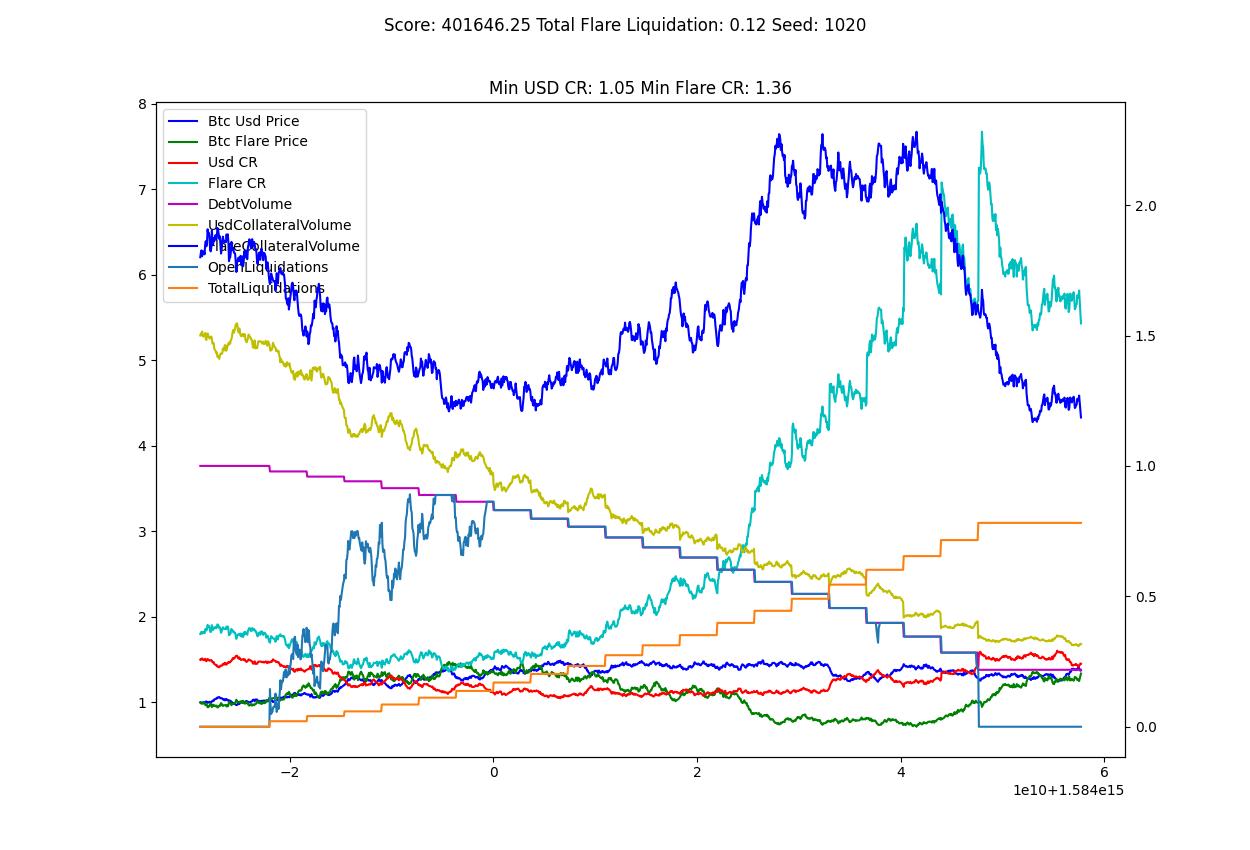 Score: 401646.25 Total Flare Liquidation: 0.12 Seed: 1020
Min USD CR: 1.05 Min Flare CR: 1.36
8
7
6
5
4
3
2
1
Btc Usd Price
Btc Flare Price
Usd CR
Flare CR
DebtVolume
UsdCollateralVolume
FlareCollateralVolume
OpenLiquidations
TotalLiquidations
2.0
1.5
1.0
0.5
0.0
−2 0 2 4 6
1e10+1.584e15